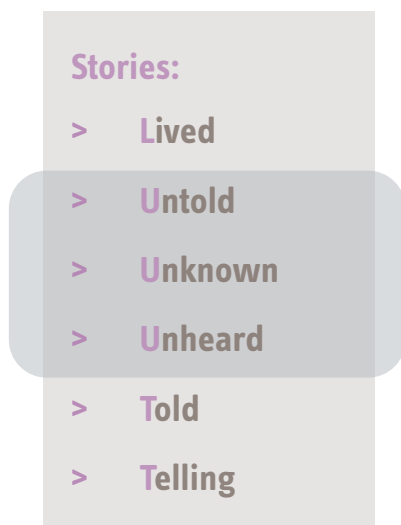 Stories:
> Lived
> Untold
> Unknown
> Unheard
> Told
> Telling